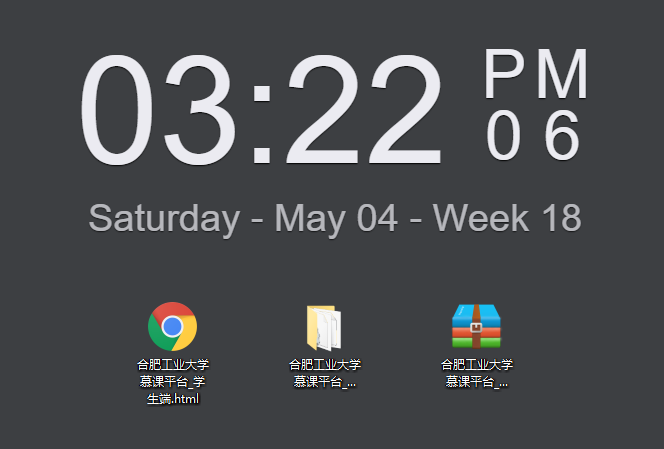 03:22 PM
06
Saturday - May 04 - Week 18
合肥工业大学
慕课平台_学
生端.html
合肥工业大学
慕课平台_...
合肥工业大学
慕课平台_...